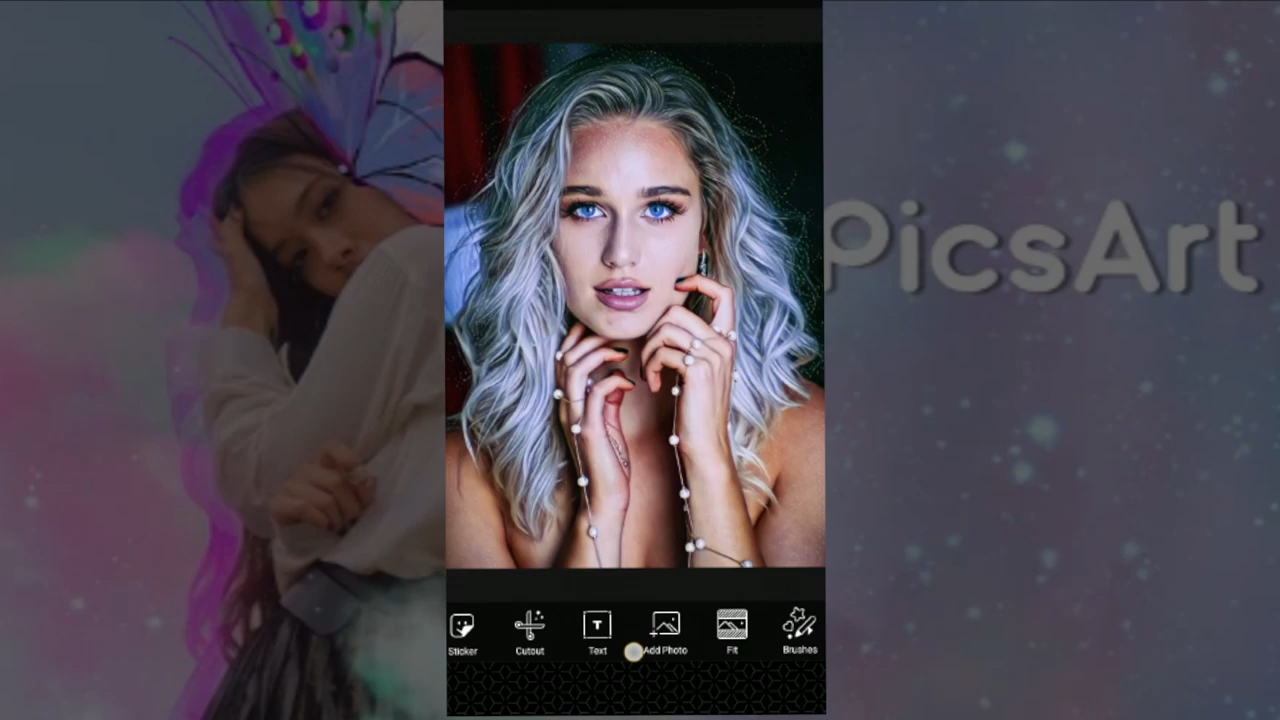 PicsArt
Sticker
Cutout
Text
Add Photo
Fit
Brushes